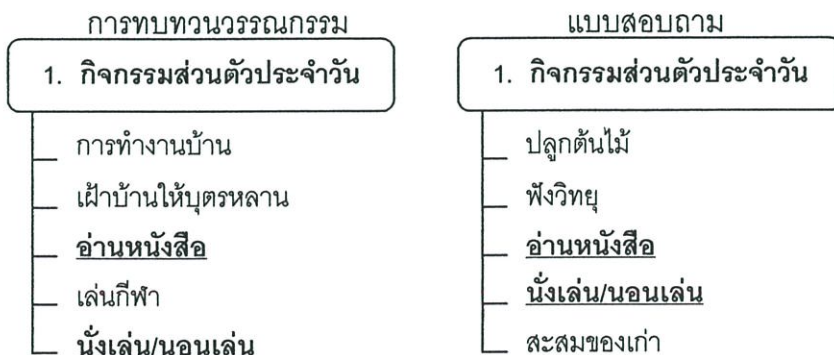 การทบทวนวรรณกรรม
1. กิจกรรมส่วนตัวประจำวัน
การทำงานบ้าน
เฝ้าบ้านให้บุตรหลาน
อ่านหนังสือ
เล่นกีฬา
นั่งเล่น/นอนเล่น
แบบสอบถาม
1. กิจกรรมส่วนตัวประจำวัน
ปลูกต้นไม้
ฟังวิทยุ
อ่านหนังสือ
นั่งเล่น/นอนเล่น
สะสมของเก่า